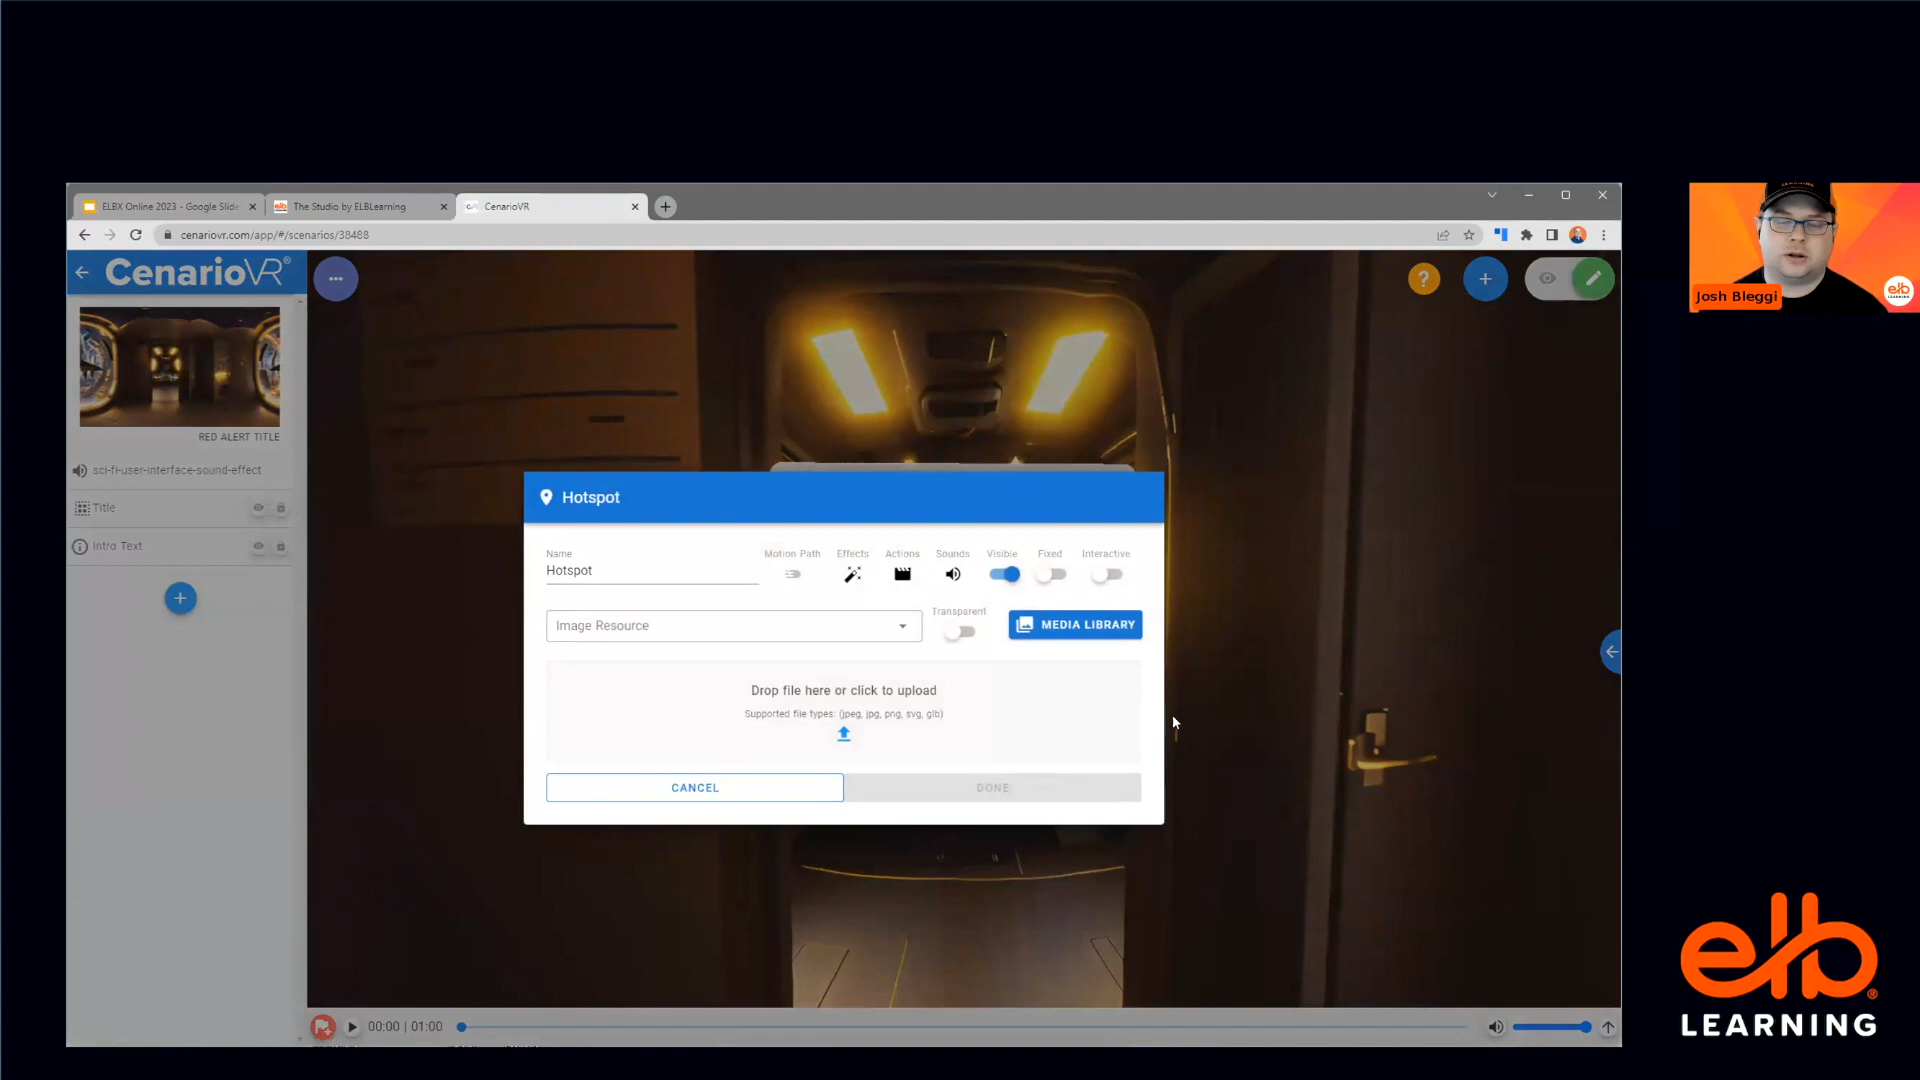 ELBX Online 2023 - Google Slide
The Studio by ELBLearning
CenarioVR
cenariovr.com/app/#/scenarios/38488
CenarioVR®
RED ALERT TITLE
sci-fi-user-interface-sound-effect
Title
Intro Text
Hotspot
Name
Hotspot
Motion Path
Effects
Actions
Sounds
Visible
Fixed
Interactive
Image Resource
Transparent
MEDIA LIBRARY
Drop file here or click to upload
Supported file types: (jpeg, jpg, png, svg, glb)
CANCEL
DONE
00:00 | 01:00
Josh Bleggi
elb
LEARNING
elb®
LEARNING